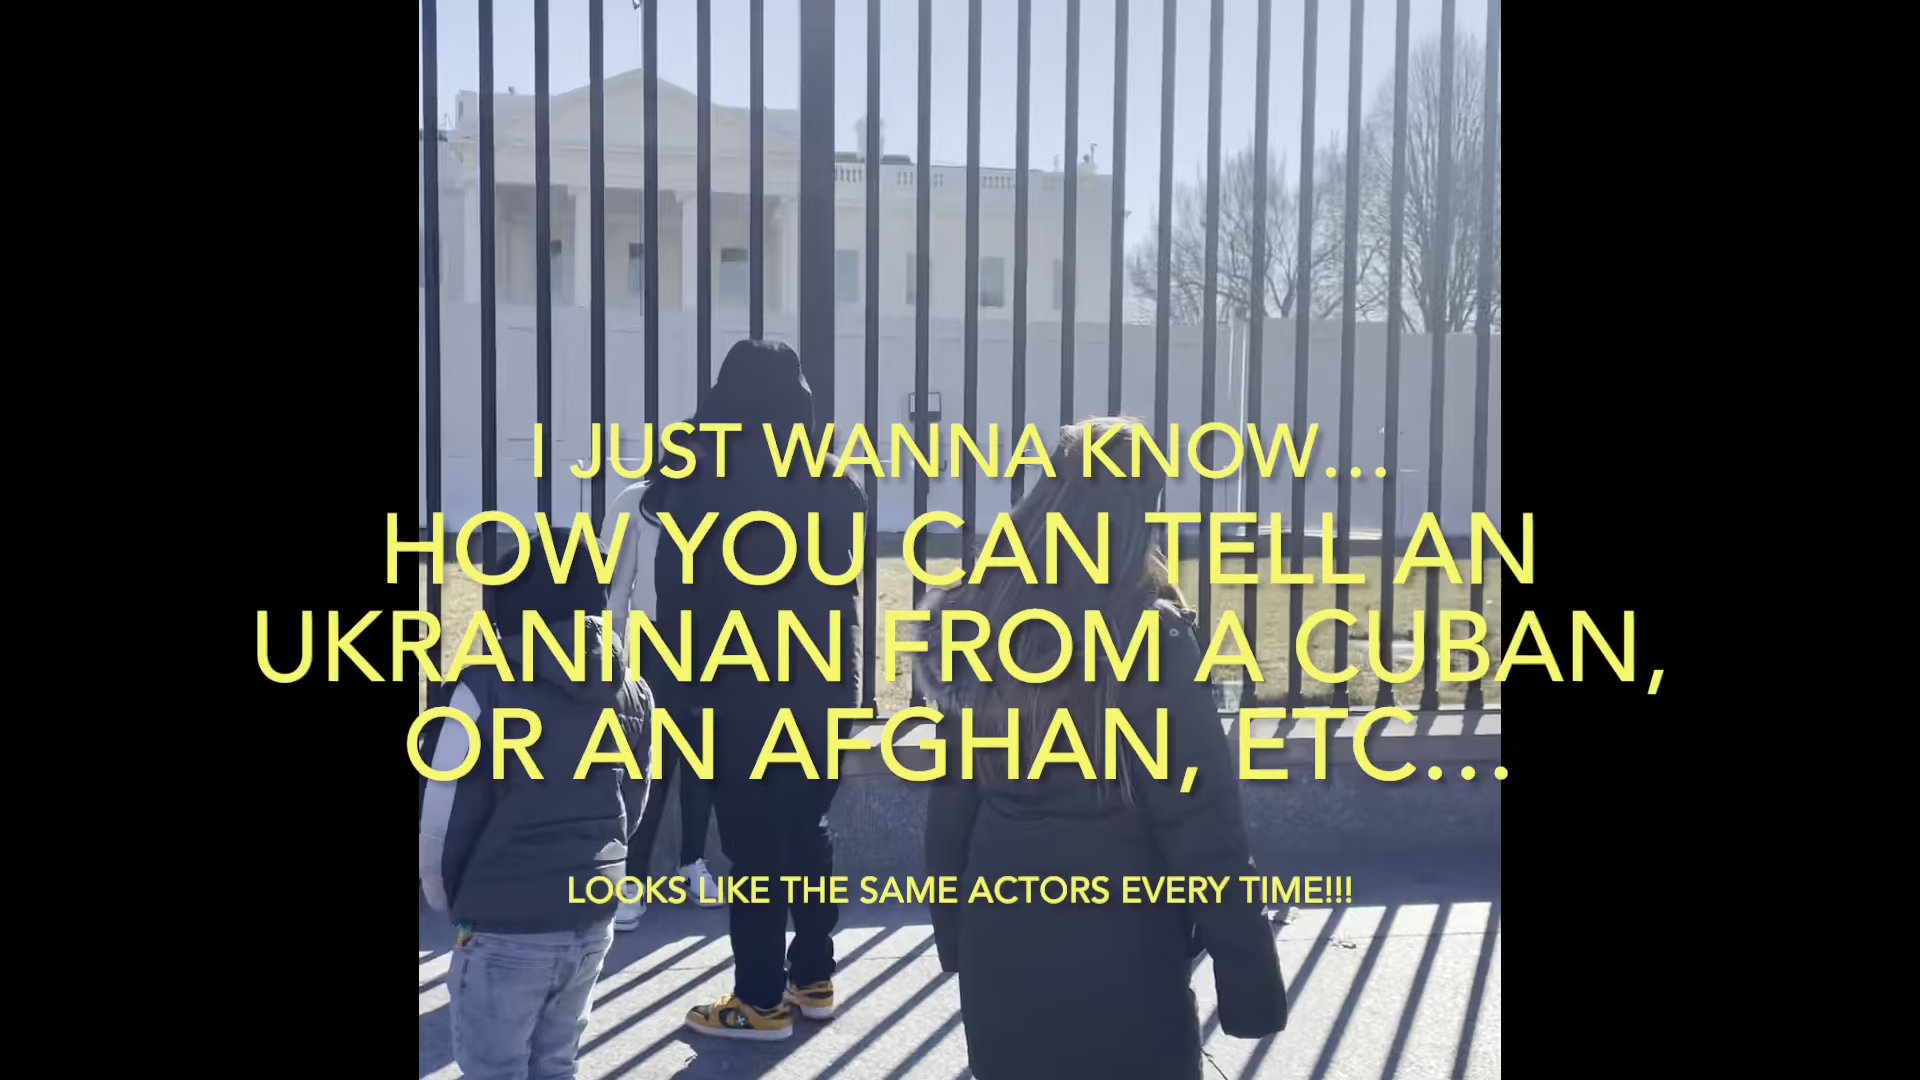 I JUST WANNA KNOW...
HOW YOU CAN TELL AN
UKRANINAN FROM A CUBAN,
OR AN AFGHAN, ETC...
LOOKS LIKE THE SAME ACTORS EVERY TIME!!!